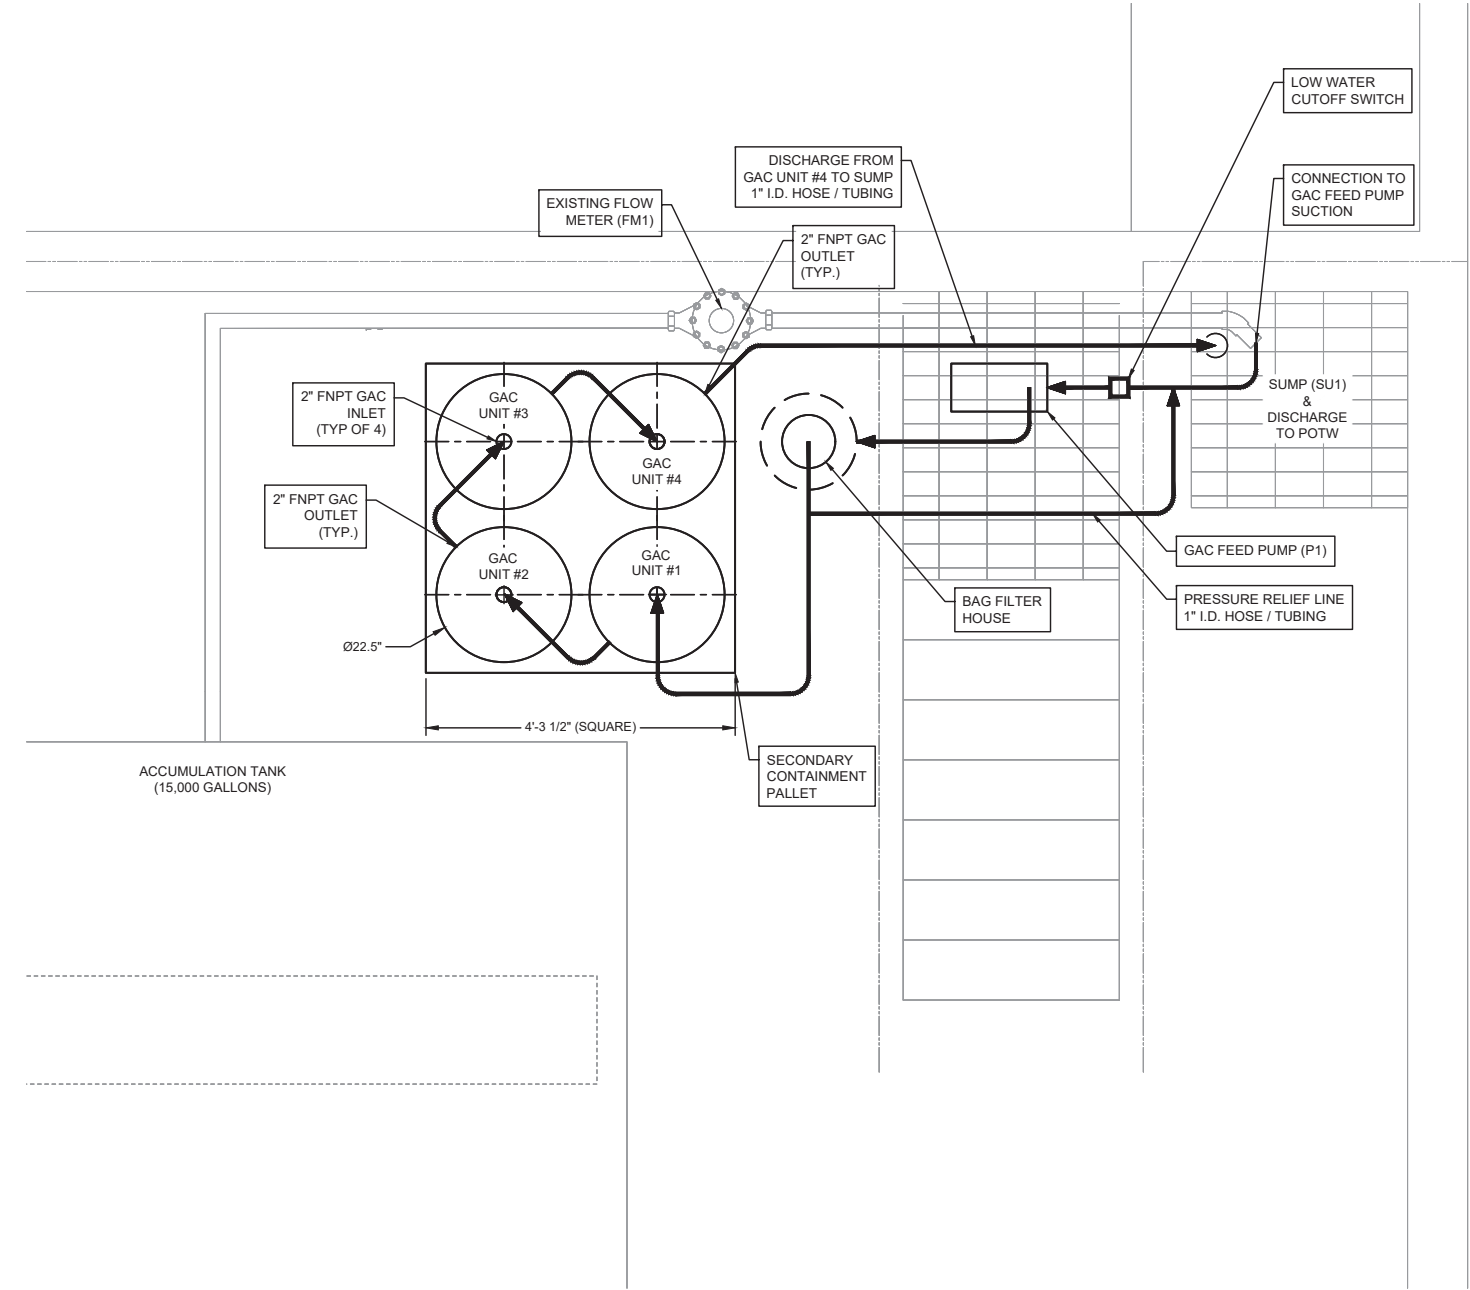 LOW WATER
CUTOFF SWITCH
DISCHARGE FROM
GAC UNIT #4 TO SUMP
1" I.D. HOSE / TUBING
CONNECTION TO
GAC FEED PUMP
SUCTION
EXISTING FLOW
METER (FM1)
2" FNPT GAC
OUTLET
(TYP.)
2" FNPT GAC
INLET
(TYP OF 4)
GAC
UNIT #3
GAC
UNIT #4
SUMP (SU1)
&
DISCHARGE
TO POTW
2" FNPT GAC
OUTLET
(TYP.)
GAC
UNIT #2
GAC
UNIT #1
GAC FEED PUMP (P1)
BAG FILTER
HOUSE
PRESSURE RELIEF LINE
1" I.D. HOSE / TUBING
Ø22.5"
4'-3 1/2" (SQUARE)
SECONDARY
CONTAINMENT
PALLET
ACCUMULATION TANK
(15,000 GALLONS)